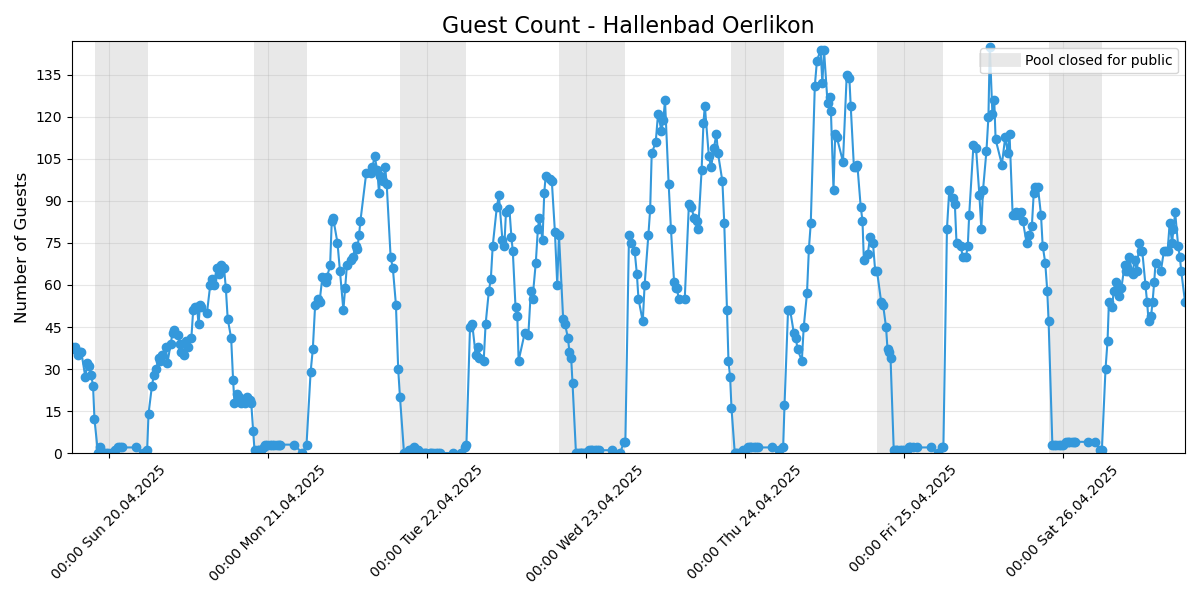 Guest Count - Hallenbad Oerlikon
Pool closed for public
Number of Guests
135
120
105
90
75
60
45
30
15
0
00:00 Sun 20.04.2025
00:00 Mon 21.04.2025
00:00 Tue 22.04.2025
00:00 Wed 23.04.2025
00:00 Thu 24.04.2025
00:00 Fri 25.04.2025
00:00 Sat 26.04.2025